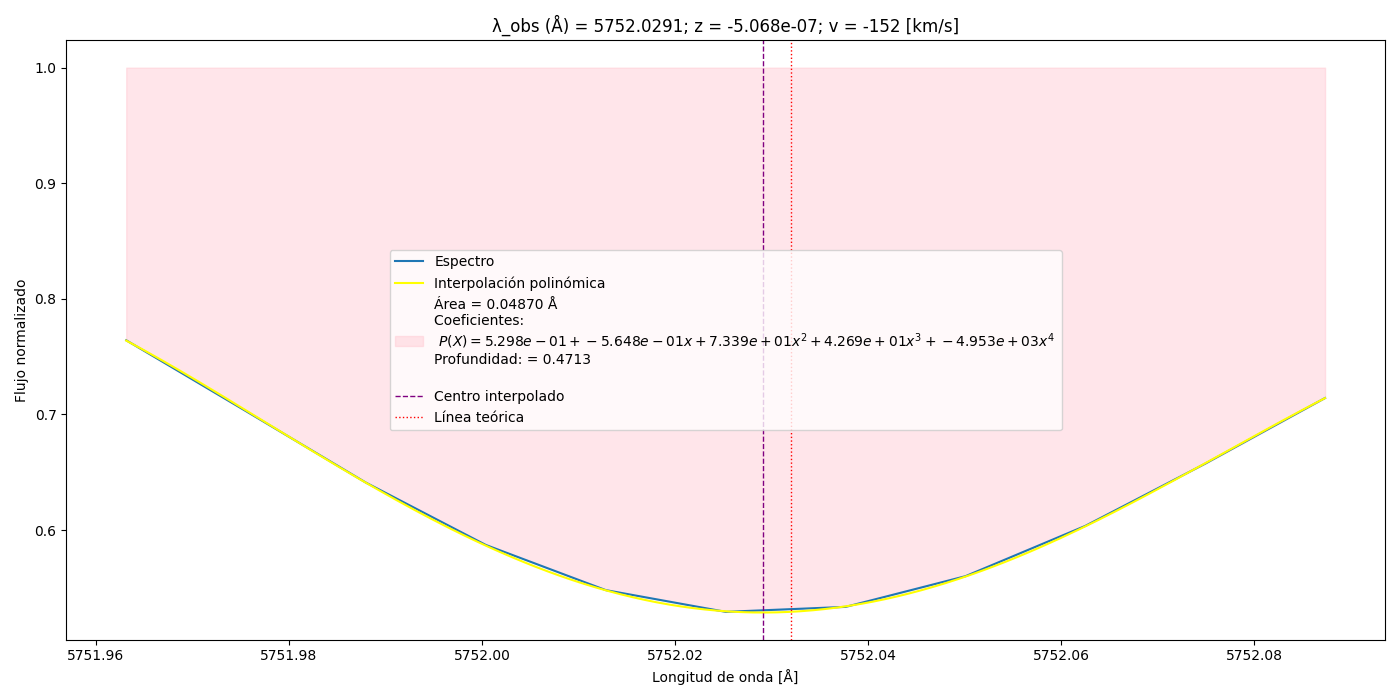 λ_obs (Å) = 5752.0291; z = -5.068e-07; v = -152 [km/s]
Flujo normalizado
1.0
0.9
0.8
0.7
0.6
Espectro
Interpolación polinómica
Área = 0.04870 Å
Coeficientes:
P(X) = 5.298e − 01 + −5.648e − 01x + 7.339e + 01x² + 4.269e + 01x³ + −4.953e + 03x⁴
Profundidad: = 0.4713
Centro interpolado
Línea teórica
5751.96 5751.98 5752.00 5752.02 5752.04 5752.06 5752.08
Longitud de onda [Å]